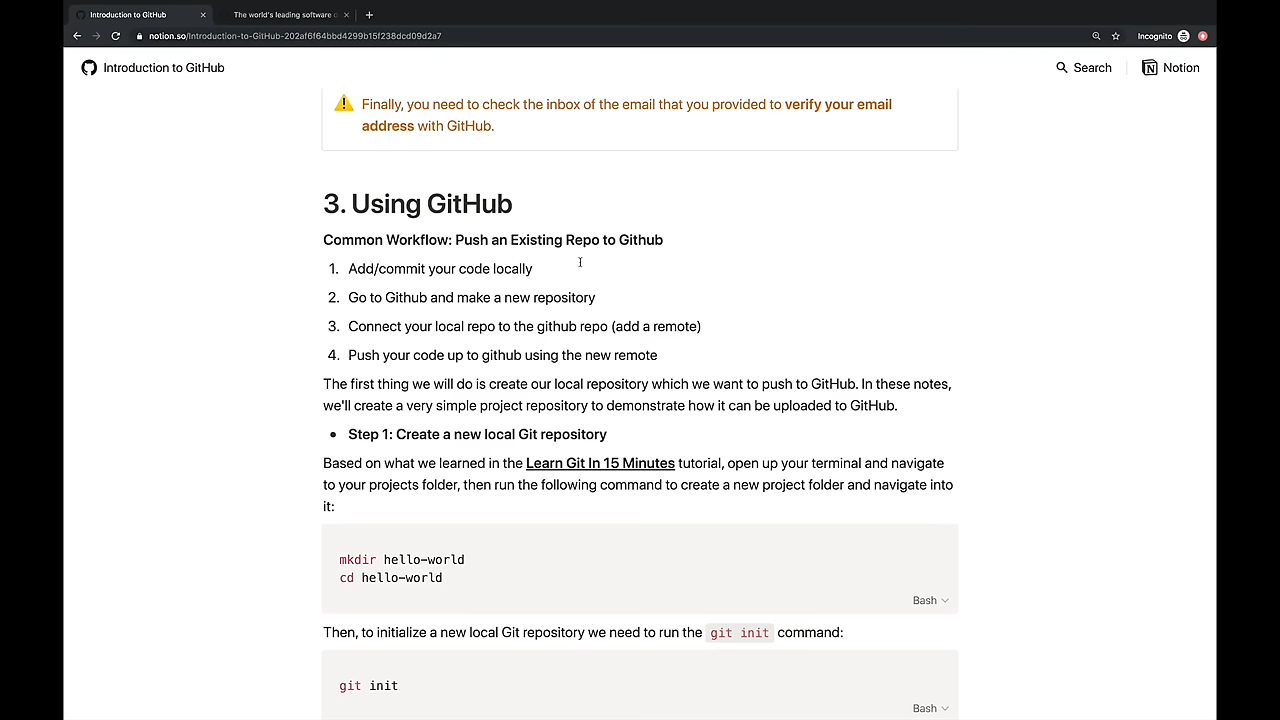 Introduction to GitHub
The world's leading software d
notion.so/Introduction-to-GitHub-202af6f64bbd4299b15f238dcd09d2a7
Incognito
Introduction to GitHub
Search
Notion
Finally, you need to check the inbox of the email that you provided to verify your email
address with GitHub.
3. Using GitHub
Common Workflow: Push an Existing Repo to Github
1. Add/commit your code locally
2. Go to Github and make a new repository
3. Connect your local repo to the github repo (add a remote)
4. Push your code up to github using the new remote
The first thing we will do is create our local repository which we want to push to GitHub. In these notes,
we'll create a very simple project repository to demonstrate how it can be uploaded to GitHub.
• Step 1: Create a new local Git repository
Based on what we learned in the Learn Git In 15 Minutes tutorial, open up your terminal and navigate
to your projects folder, then run the following command to create a new project folder and navigate into
it:
mkdir hello-world
cd hello-world
Bash
Then, to initialize a new local Git repository we need to run the git init command:
git init
Bash